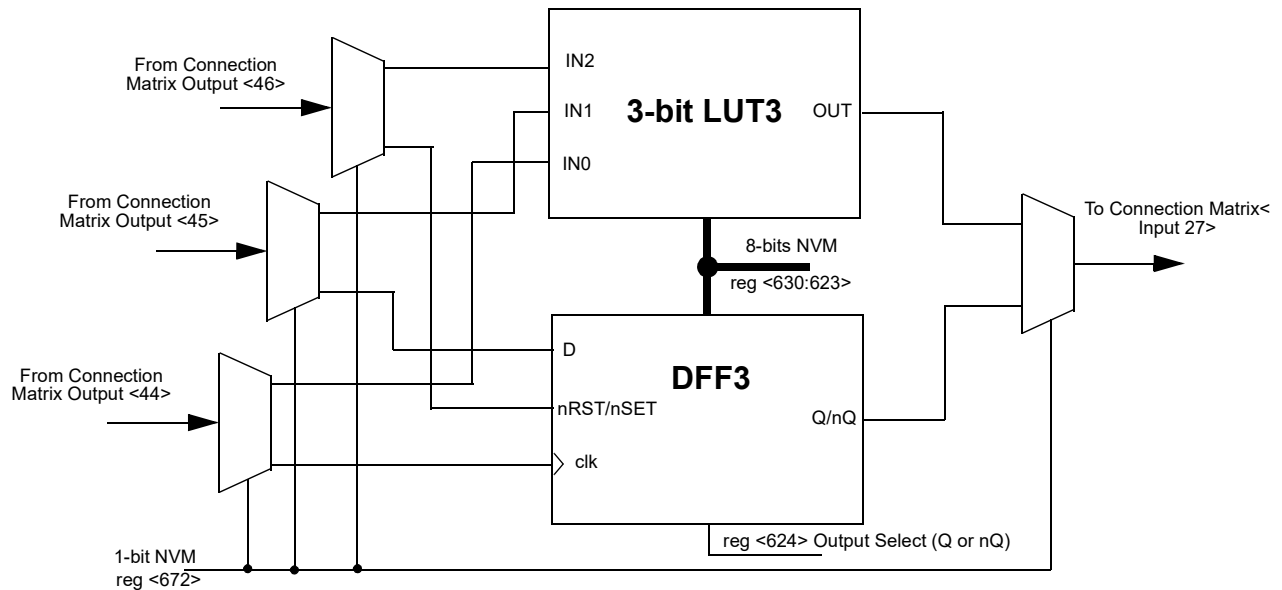 From Connection
Matrix Output <46>
IN2
IN1
3-bit LUT3
OUT
IN0
From Connection
Matrix Output <45>
To Connection Matrix<
Input 27>
8-bits NVM
reg <630:623>
D
DFF3
From Connection
Matrix Output <44>
nRST/nSET
Q/nQ
clk
reg <624> Output Select (Q or nQ)
1-bit NVM
reg <672>